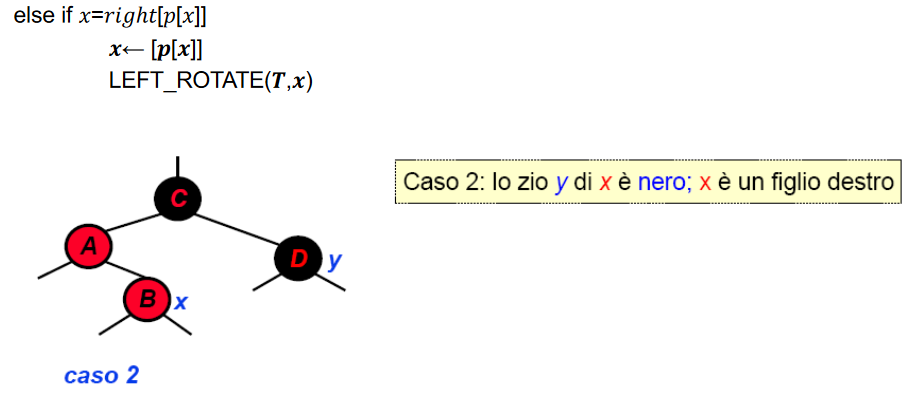 else if x=right[p[x]]
x← [p[x]]
LEFT_ROTATE(T,x)
Caso 2: lo zio y di x è nero; x è un figlio destro
C
A
D y
B x
caso 2